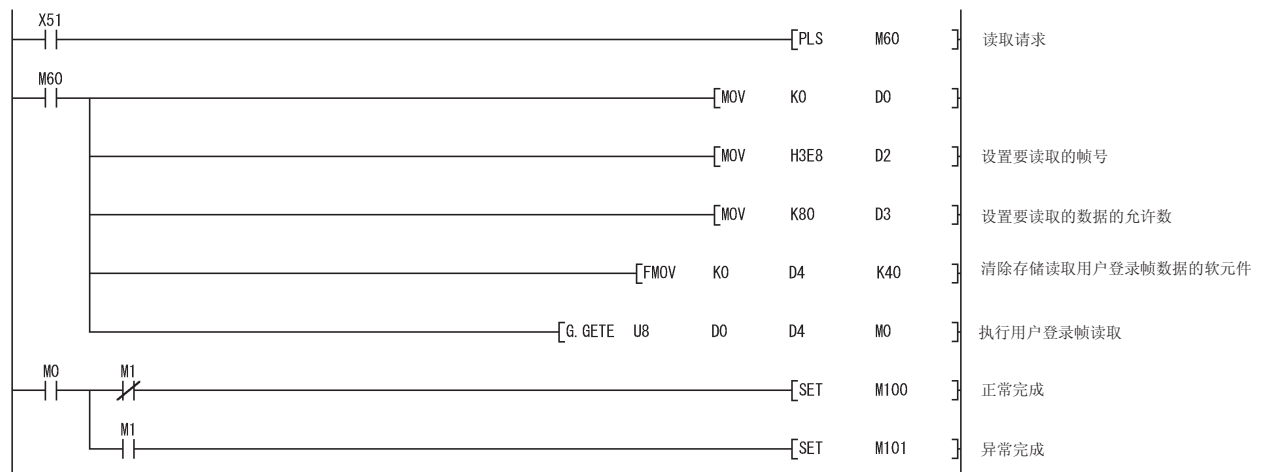 X51
PLS M60 读取请求
M60
MOV K0 D0
MOV H3E8 D2 设置要读取的帧号
MOV K80 D3 设置要读取的数据的允许数
FMOV K0 D4 K40 清除存储读取用户登录帧数据的软元件
G.GETE U8 D0 D4 M0 执行用户登录帧读取
M0 M1
SET M100 正常完成
M1
SET M101 异常完成